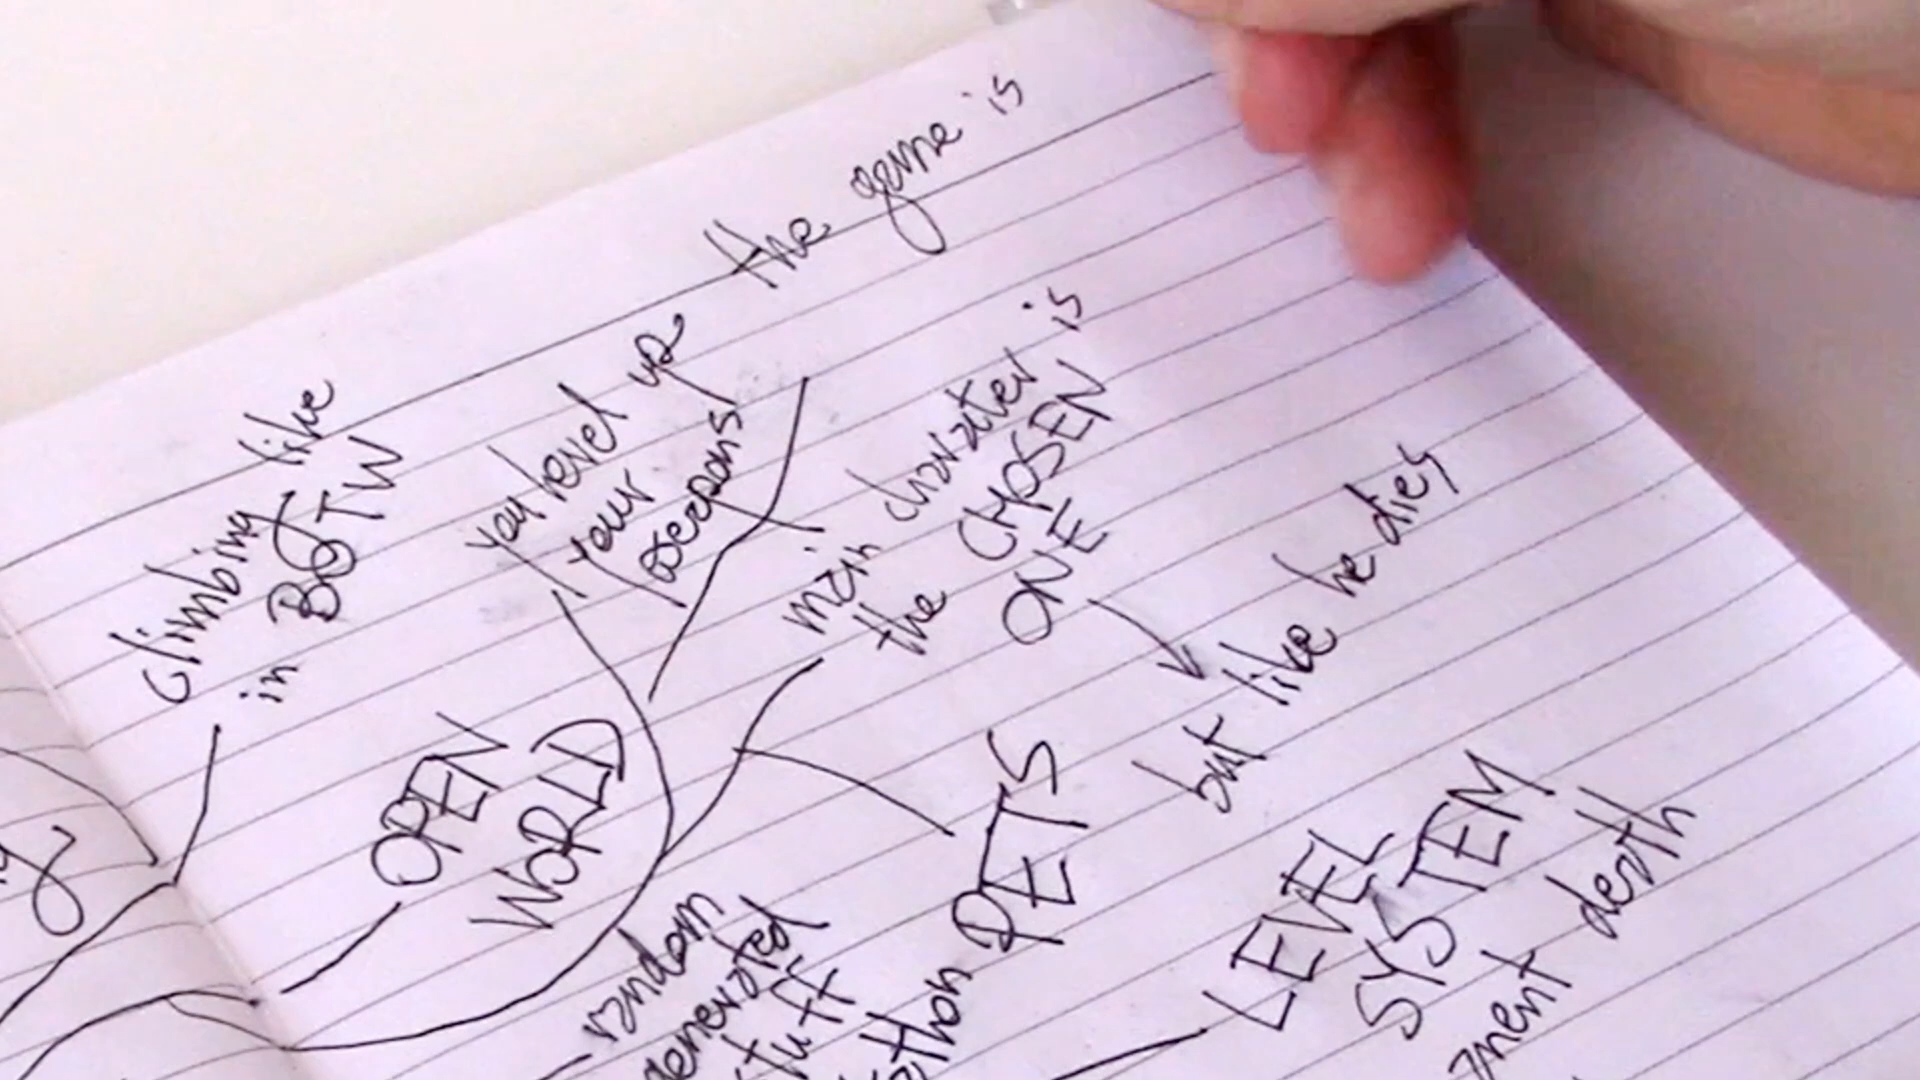 the game is
climbing like
in BOTW
you level up
your
weapons
main character is
the CHOSEN
ONE
but like he dies
OPEN
WORLD
PETS
LEVEL
SYSTEM
death
random
generated
stuff